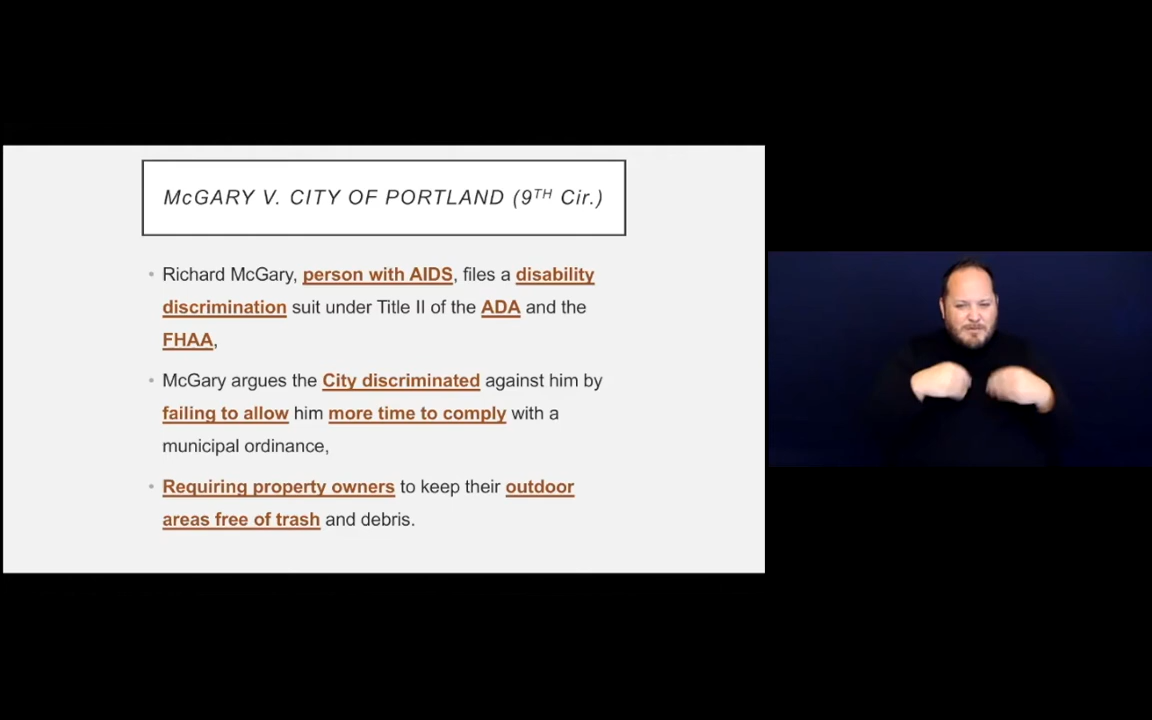 McGARY V. CITY OF PORTLAND (9TH Cir.)
• Richard McGary, person with AIDS, files a disability
discrimination suit under Title II of the ADA and the
FHAA,
• McGary argues the City discriminated against him by
failing to allow him more time to comply with a
municipal ordinance,
• Requiring property owners to keep their outdoor
areas free of trash and debris.